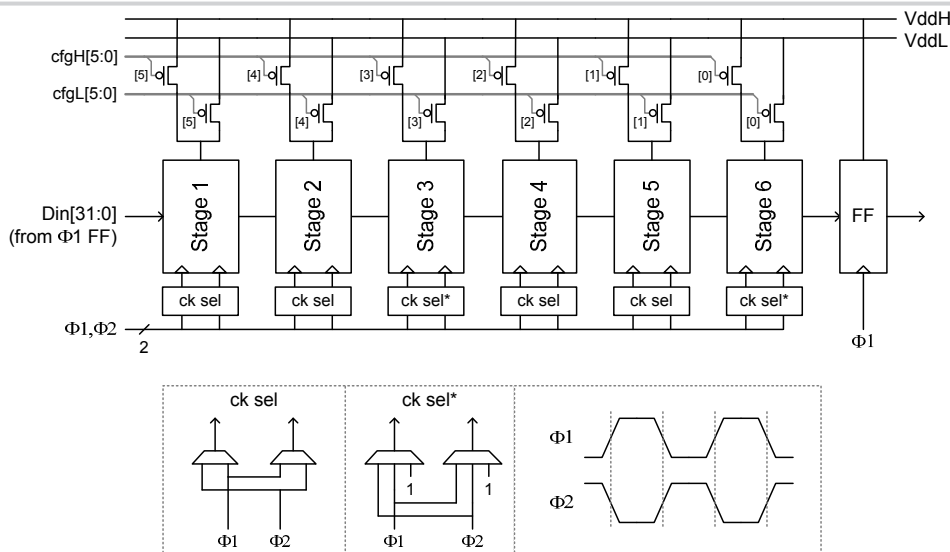 VddH
VddL
cfgH[5:0]
[5] [4] [3] [2] [1] [0]
cfgL[5:0]
[5] [4] [3] [2] [1] [0]
Stage 1 Stage 2 Stage 3 Stage 4 Stage 5 Stage 6 FF
Din[31:0]
(from Φ1 FF)
ck sel ck sel ck sel* ck sel ck sel ck sel*
Φ1,Φ2
2
Φ1
ck sel ck sel*
Φ1
1 1
Φ2
Φ1 Φ2 Φ1 Φ2